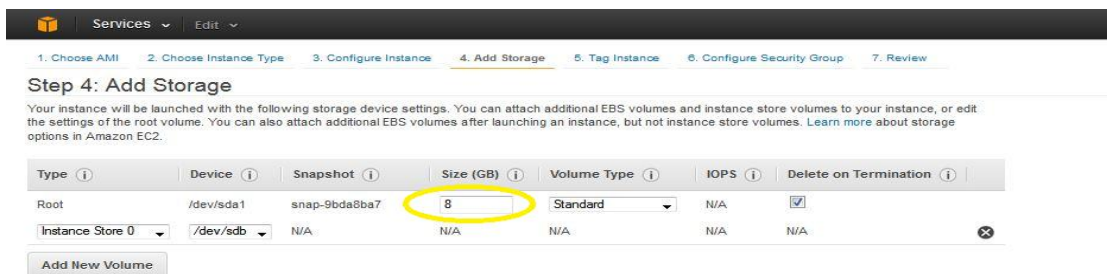 Services Edit
1. Choose AMI 2. Choose Instance Type 3. Configure Instance 4. Add Storage 5. Tag Instance 6. Configure Security Group 7. Review
Step 4: Add Storage
Your instance will be launched with the following storage device settings. You can attach additional EBS volumes and instance store volumes to your instance, or edit
the settings of the root volume. You can also attach additional EBS volumes after launching an instance, but not instance store volumes. Learn more about storage
options in Amazon EC2.
Type i Device i Snapshot i Size (GB) i Volume Type i IOPS i Delete on Termination i
Root /dev/sda1 snap-9bda8ba7 8 Standard N/A
Instance Store 0 /dev/sdb N/A N/A N/A N/A N/A
Add New Volume